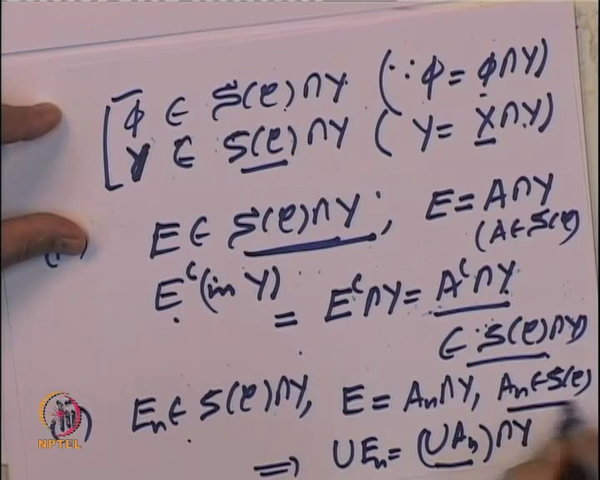 ϕ ∈ S(C)∩Y (∵ ϕ = ϕ∩Y)
Y ∈ S(C)∩Y ( Y = X∩Y)
E ∈ S(C)∩Y, E = A∩Y
(A∈S(C)
E^c (in Y)
= E^c∩Y = A^c∩Y
∈ S(C)∩Y)
) E_n ∈ S(C)∩Y, E = A_n∩Y, A_n∈S(C)
⟹ ∪E_n = (∪A_n)∩Y
NPTEL